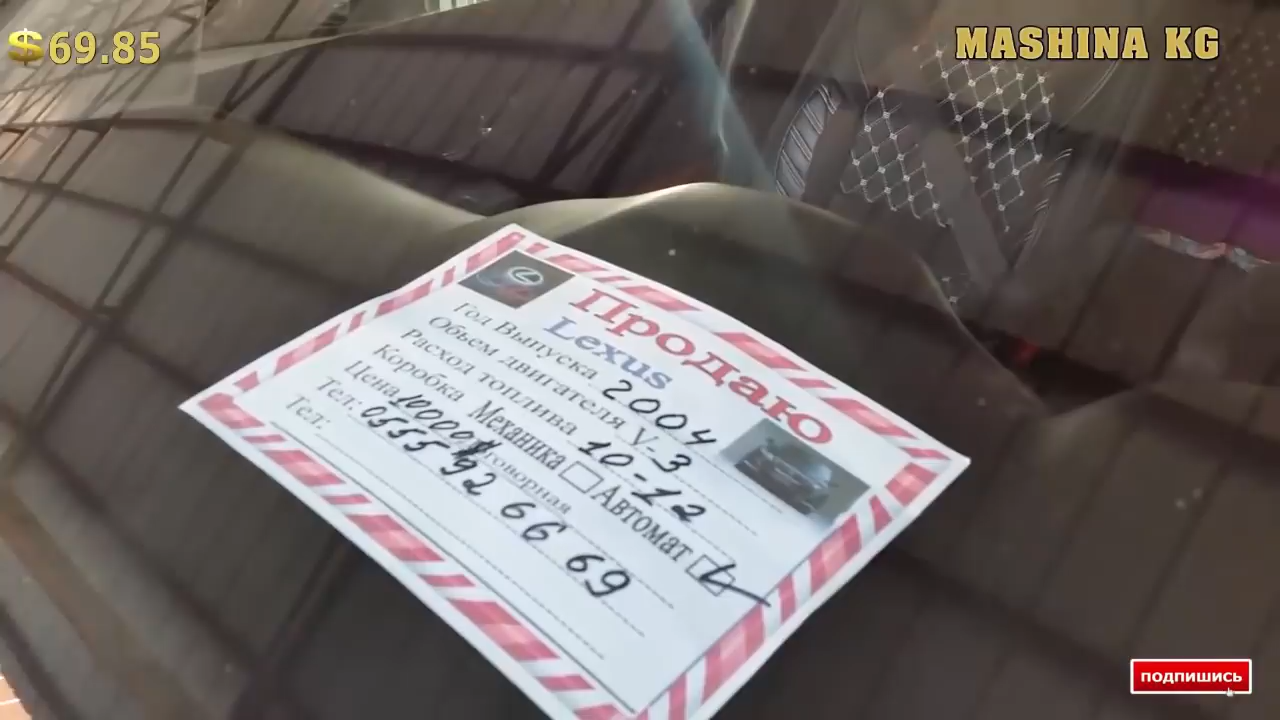 $69.85
MASHINA KG
Продаю
Lexus
Год Выпуска 2004
Обьем двигателя V-3
Расход топлива 10-12
Коробка Механика Автомат
Цена 10000$ говорная
Тел: 0555 92 66 69
Тел:
подпишись